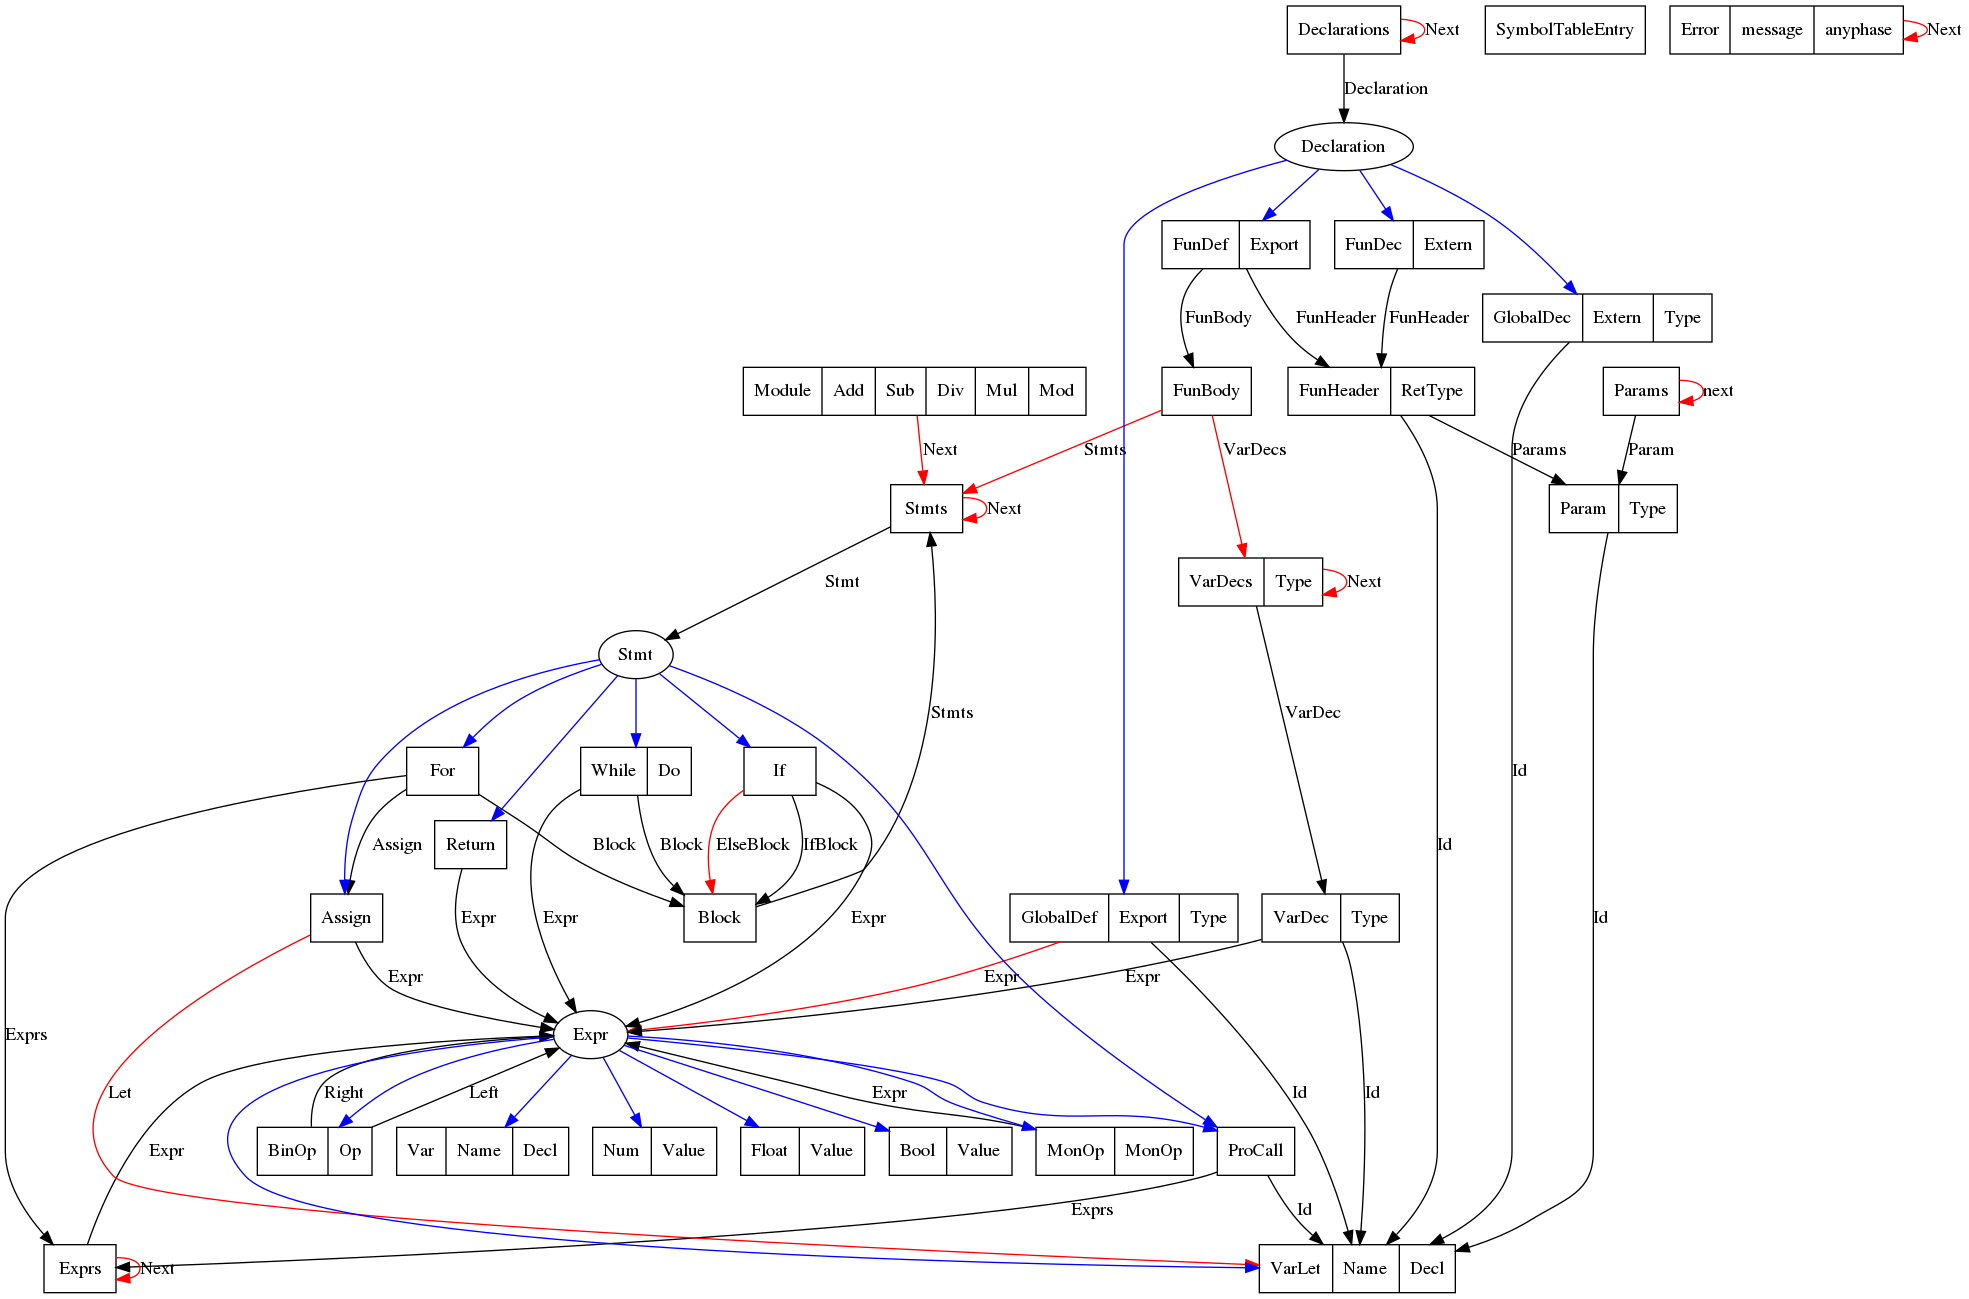 Declarations
Next
SymbolTableEntry
Error message anyphase
Next
Declaration
Declaration
FunDef Export
FunDec Extern
GlobalDec Extern Type
FunBody
FunHeader
FunHeader
Module Add Sub Div Mul Mod
FunBody
FunHeader RetType
Params
next
Next
Stmts
VarDecs
Params
Param
Stmts
Next
Param Type
VarDecs Type
Next
Stmt
Stmt
Stmts
VarDec
For
While Do
If
Id
Assign
Return
Block
Block
ElseBlock
IfBlock
Id
Assign
Expr
Expr
Block
Expr
GlobalDef Export Type
VarDec Type
Id
Expr
Expr
Expr
Exprs
Expr
Let
Right
Left
Expr
Id
Id
Expr
BinOp Op
Var Name Decl
Num Value
Float Value
Bool Value
MonOp MonOp
ProCall
Exprs
Id
Exprs
Next
VarLet Name Decl